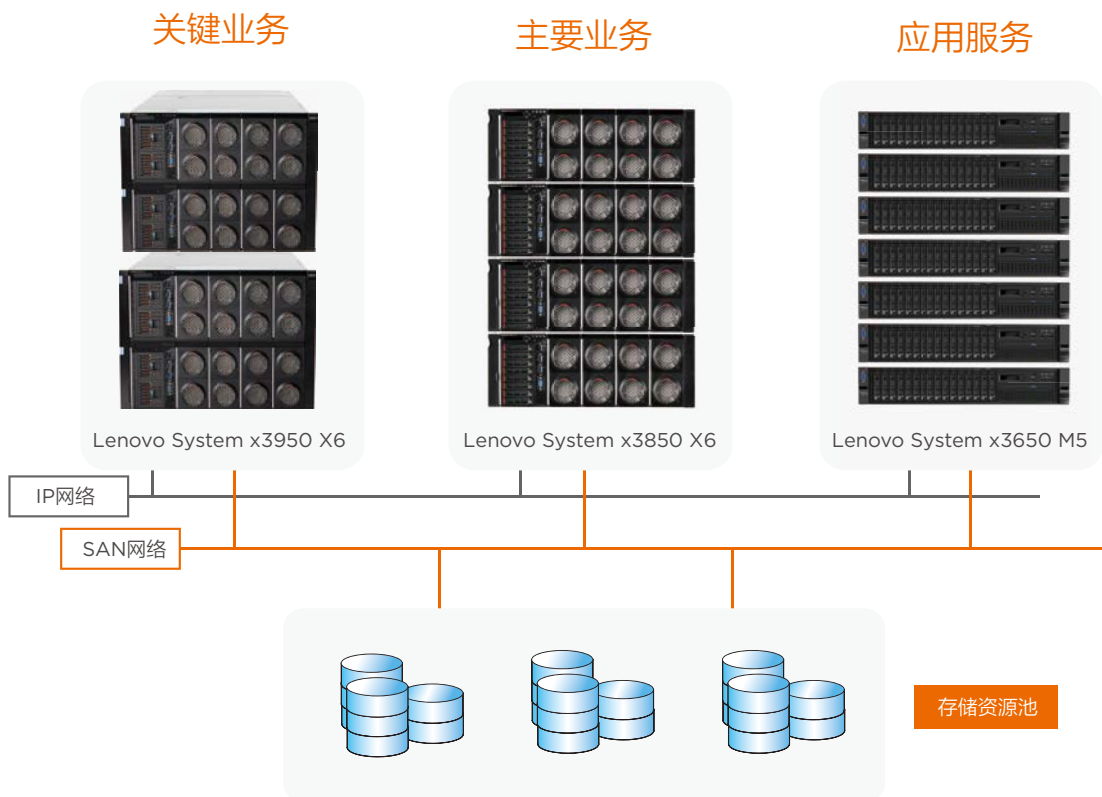 关键业务
主要业务
应用服务
Lenovo System x3950 X6
Lenovo System x3850 X6
Lenovo System x3650 M5
IP网络
SAN网络
存储资源池